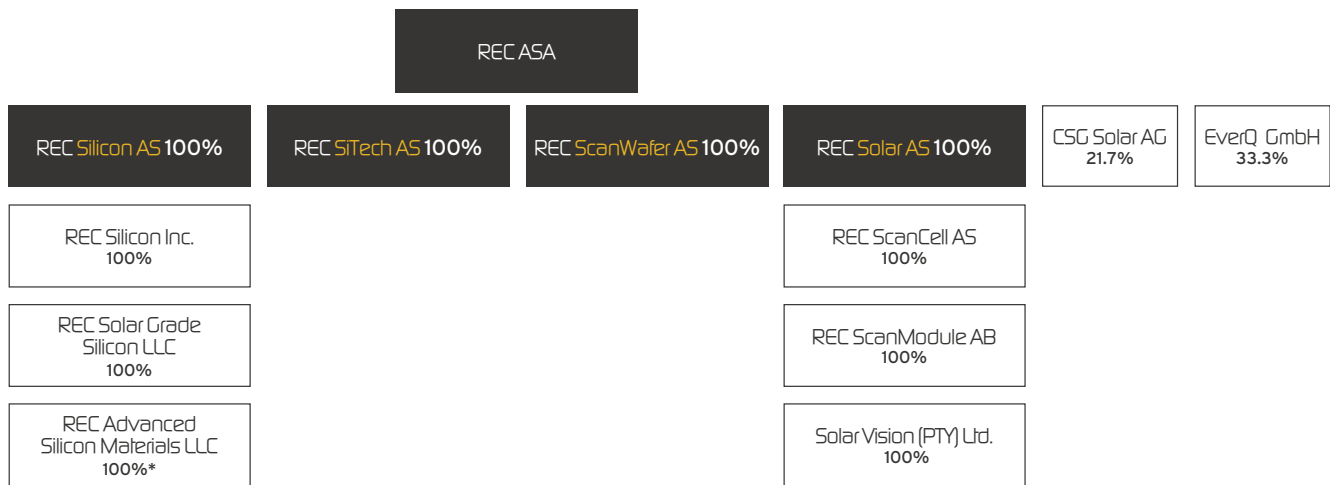 REC ASA
REC Silicon AS 100%
REC SiTech AS 100%
REC ScanWafer AS 100%
REC Solar AS 100%
CSG Solar AG
21.7%
EverQ GmbH
33.3%
REC Silicon Inc.
100%
REC ScanCell AS
100%
REC Solar Grade
Silicon LLC
100%
REC ScanModule AB
100%
REC Advanced
Silicon Materials LLC
100%*
Solar Vision (PTY) Ltd.
100%